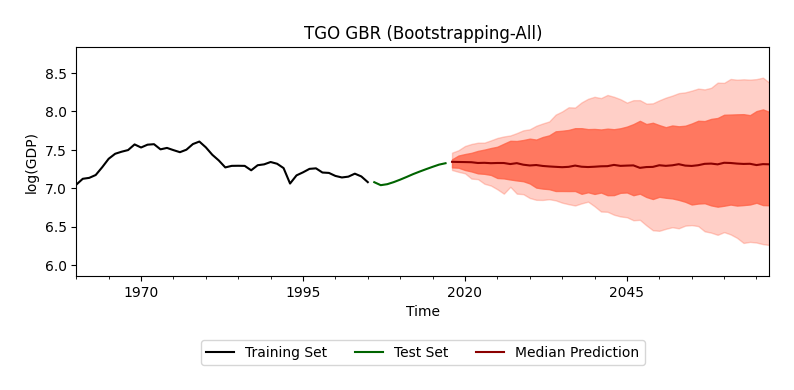 TGO GBR (Bootstrapping-All)
8.5
8.0
7.5
7.0
6.5
6.0
log(GDP)
1970 1995 2020 2045
Time
Training Set Test Set Median Prediction